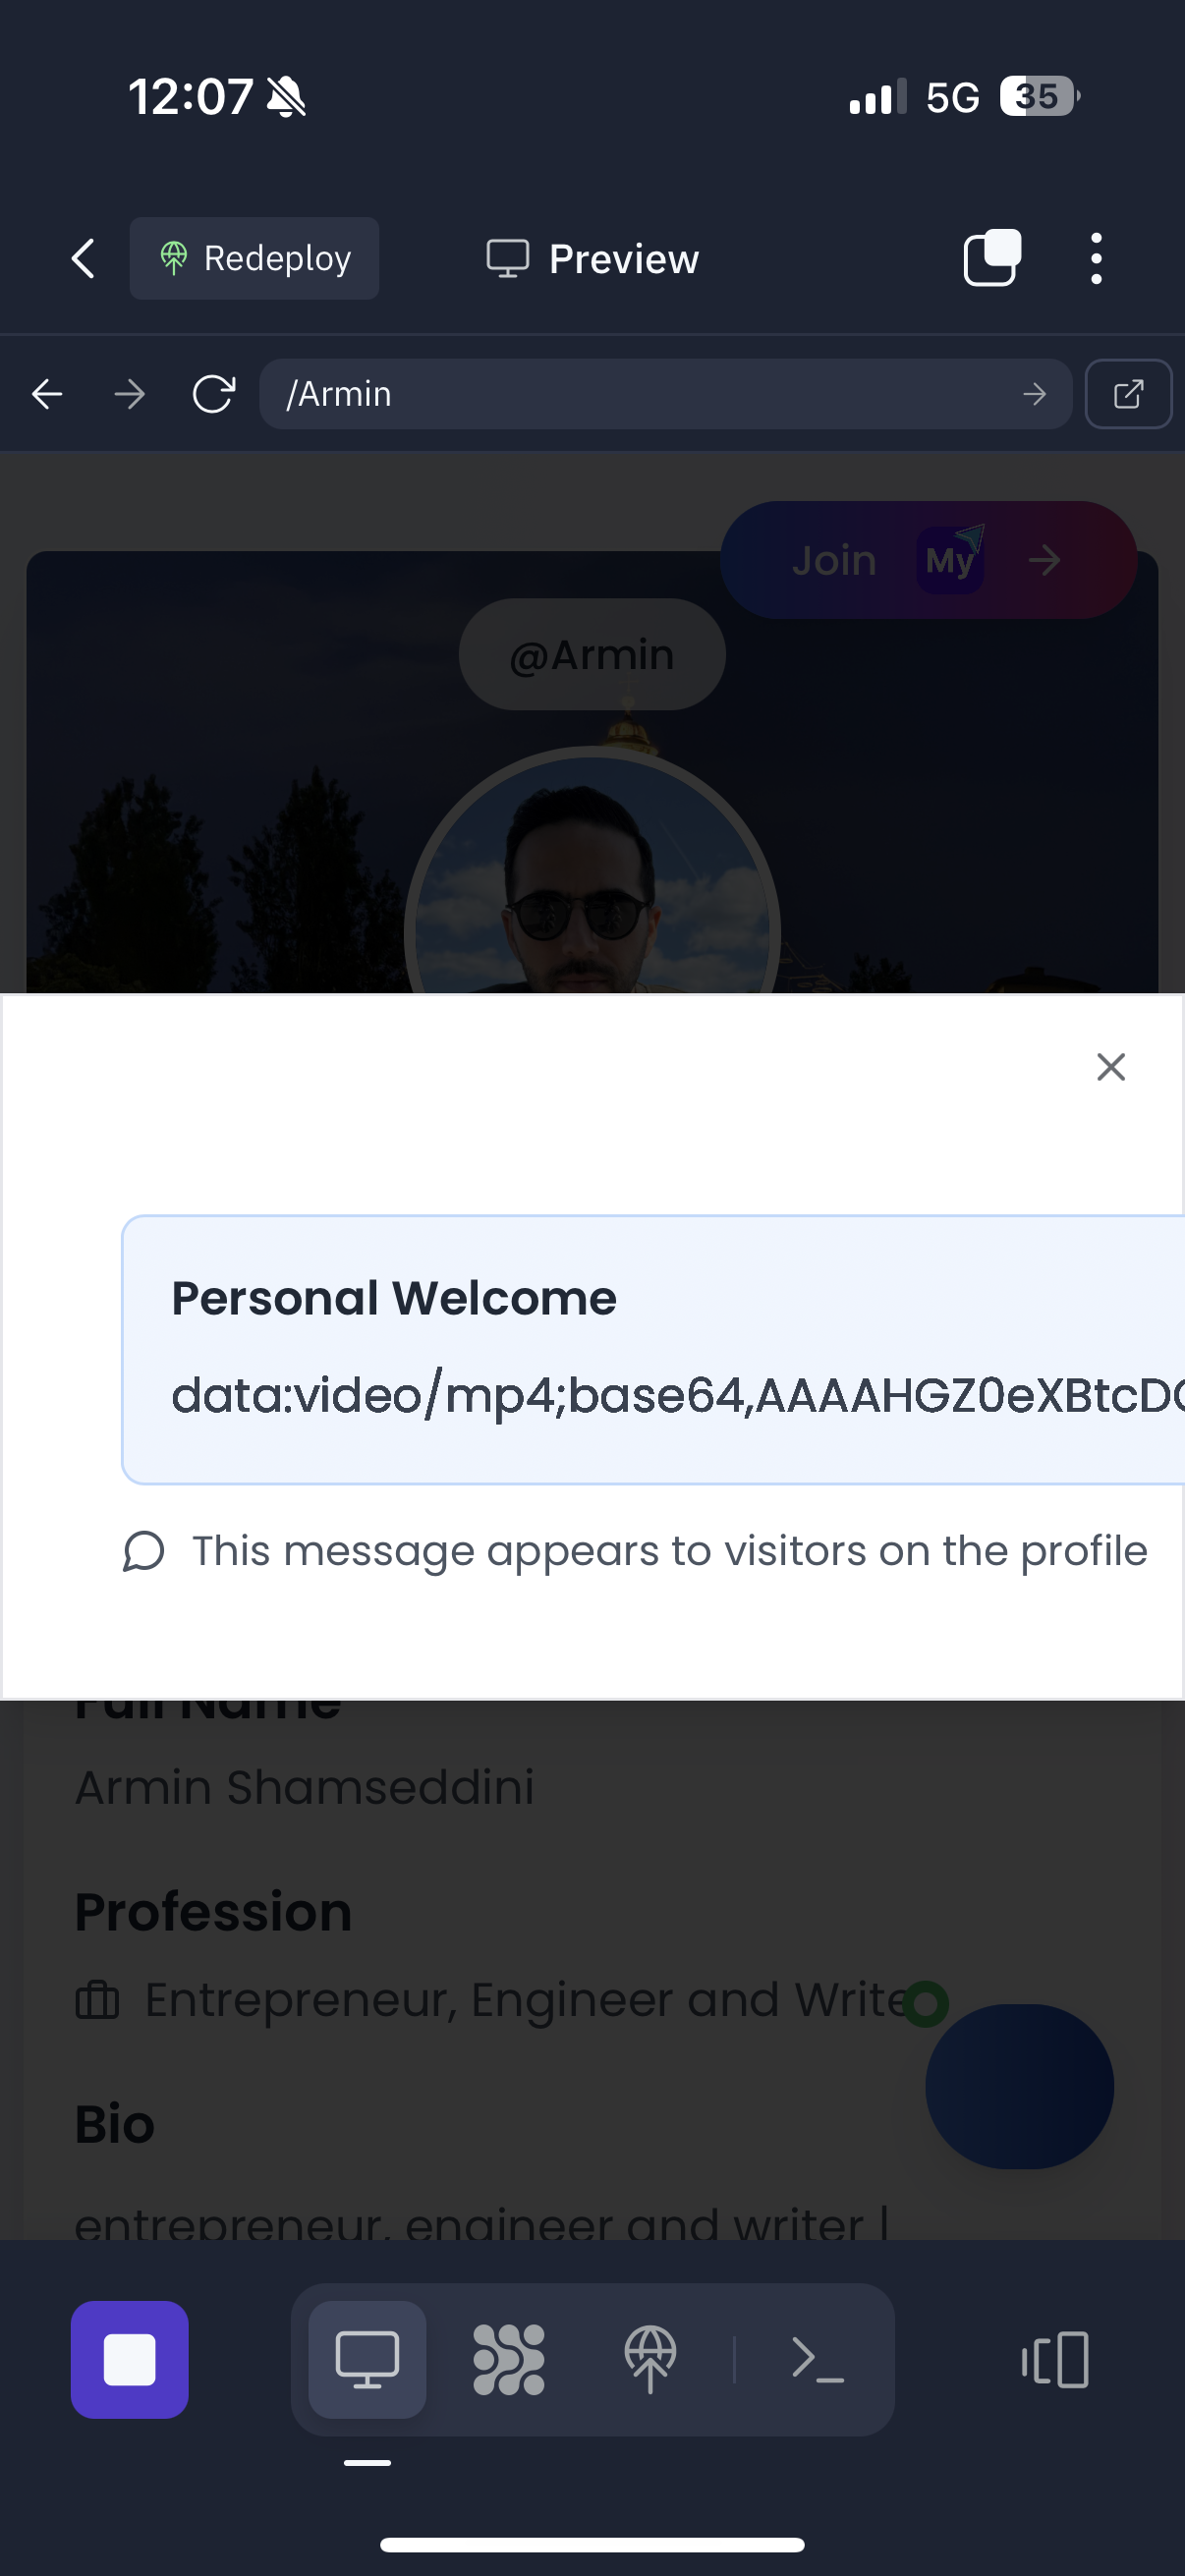 12:07
5G
35
Redeploy
Preview
/Armin
Join My
@Armin
Personal Welcome
data:video/mp4;base64,AAAAHGZ0eXBtcD
This message appears to visitors on the profile
Full Name
Armin Shamseddini
Profession
Entrepreneur, Engineer and Write
Bio
entrepreneur, engineer and writer |